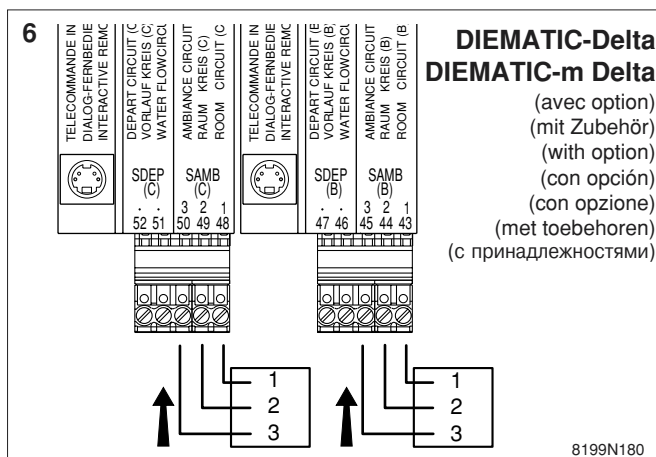 6
DIEMATIC-Delta
DIEMATIC-m Delta
(avec option)
(mit Zubehör)
(with option)
(con opción)
(con opzione)
(met toebehoren)
(с принадлежностями)
TELECOMMANDE IN
DIALOG-FERNBEDIE
INTERACTIVE REMO
DEPART CIRCUIT (C
VORLAUF KREIS (C)
WATER FLOWCIRCU
AMBIANCE CIRCUIT
RAUM KREIS (C)
ROOM CIRCUIT (C
TELECOMMANDE IN
DIALOG-FERNBEDIE
INTERACTIVE REMO
DEPART CIRCUIT (B
VORLAUF KREIS (B)
WATER FLOWCIRCU
AMBIANCE CIRCUIT
RAUM KREIS (B)
ROOM CIRCUIT (B)
SDEP SAMB
(C) (C)
. . 3 2 1
52 51 50 49 48
SDEP SAMB
(B) (B)
. . 3 2 1
47 46 45 44 43
1
2
3
1
2
3
8199N180